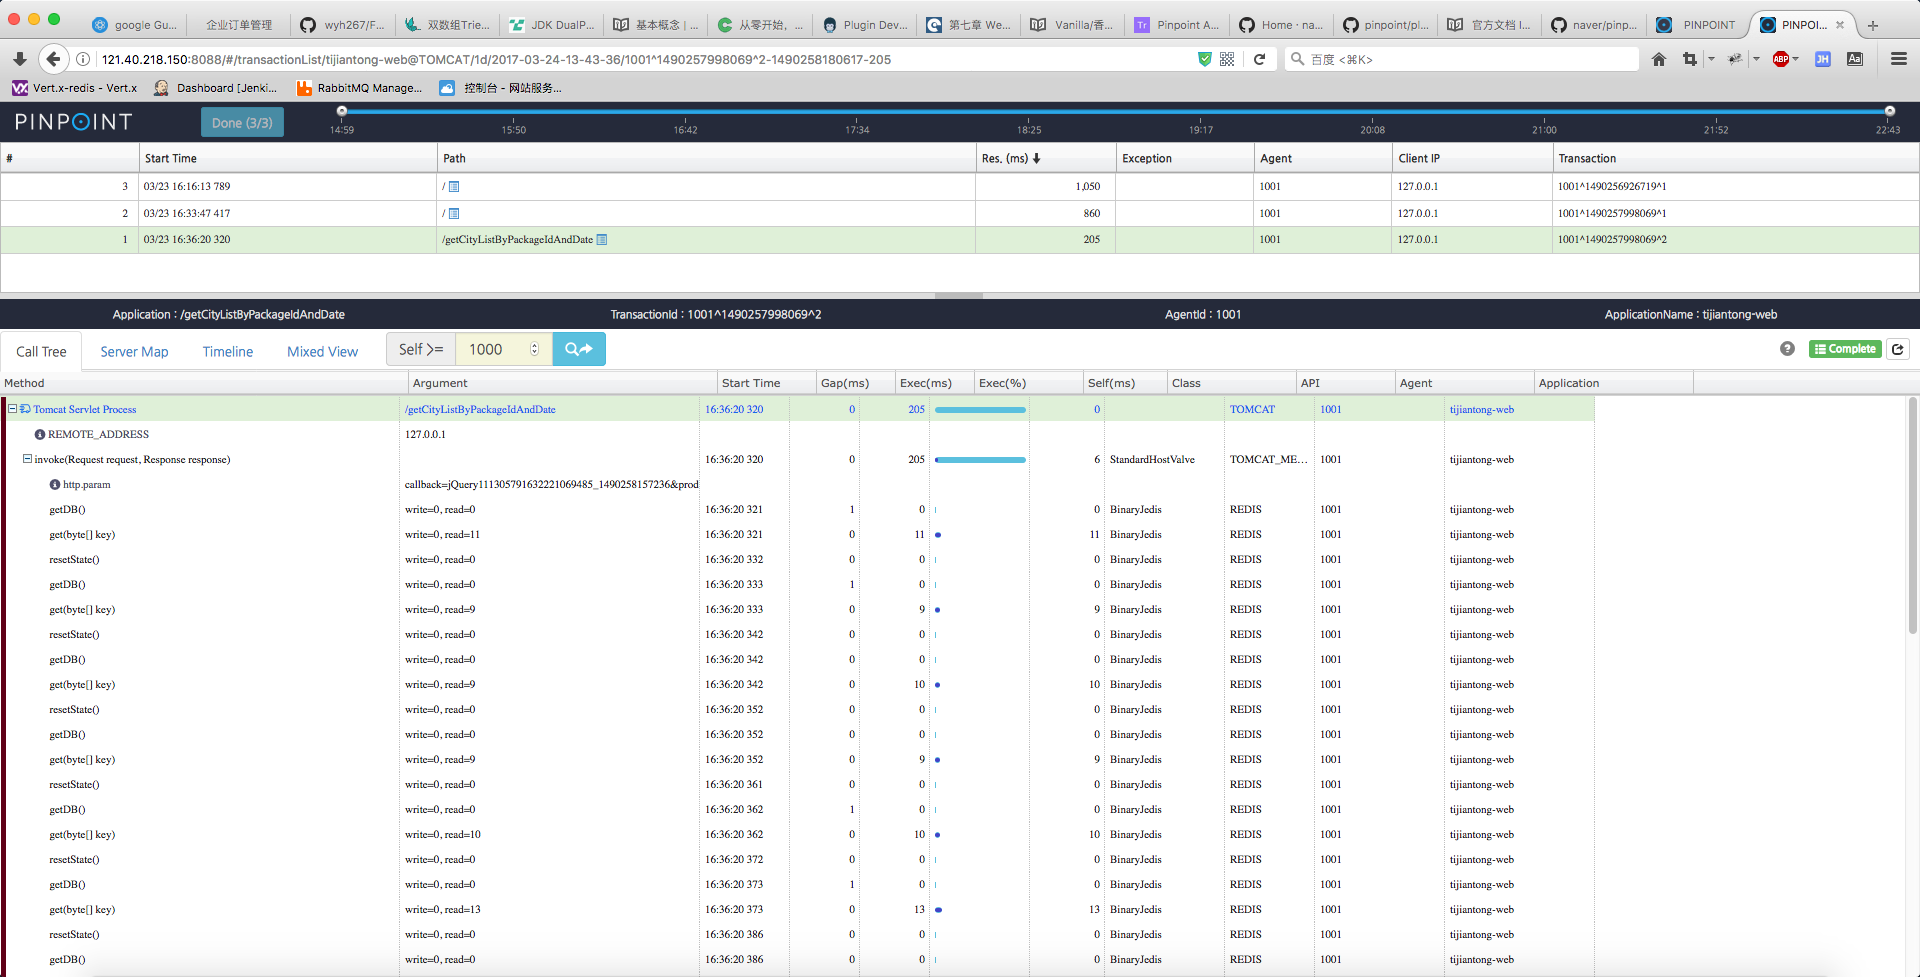 google Gu... 企业订单管理 wyh267/F... 双数组Trie... JDK DualP... 基本概念 | ... 从零开始, ... Plugin Dev... 第七章 We... Vanilla/香... Pinpoint A... Home · na... pinpoint/pl... 官方文档 I... naver/pinp... PINPOINT PINPOI...
121.40.218.150:8088/#/transactionList/tijiantong-web@TOMCAT/1d/2017-03-24-13-43-36/1001^1490257998069^2-1490258180617-205 百度 <⌘K> ABP JH Aa
Vert.x-redis - Vert.x Dashboard [Jenki... RabbitMQ Manage... 控制台 - 网站服务...
PINPOINT Done (3/3)
14:59 15:50 16:42 17:34 18:25 19:17 20:08 21:00 21:52 22:43
# Start Time Path Res. (ms) Exception Agent Client IP Transaction
3 03/23 16:16:13 789 / 1,050 1001 127.0.0.1 1001^1490256926719^1
2 03/23 16:33:47 417 / 860 1001 127.0.0.1 1001^1490257998069^1
1 03/23 16:36:20 320 /getCityListByPackageIdAndDate 205 1001 127.0.0.1 1001^1490257998069^2
Application : /getCityListByPackageIdAndDate TransactionId : 1001^1490257998069^2 AgentId : 1001 ApplicationName : tijiantong-web
Call Tree Server Map Timeline Mixed View Self >= 1000 Complete
Method Argument Start Time Gap(ms) Exec(ms) Exec(%) Self(ms) Class API Agent Application
Tomcat Servlet Process /getCityListByPackageIdAndDate 16:36:20 320 0 205 0 TOMCAT 1001 tijiantong-web
REMOTE_ADDRESS 127.0.0.1
invoke(Request request, Response response) 16:36:20 320 0 205 6 StandardHostValve TOMCAT_ME... 1001 tijiantong-web
http.param callback=jQuery111305791632221069485_1490258157236&prod
getDB() write=0, read=0 16:36:20 321 1 0 0 BinaryJedis REDIS 1001 tijiantong-web
get(byte[] key) write=0, read=11 16:36:20 321 0 11 11 BinaryJedis REDIS 1001 tijiantong-web
resetState() write=0, read=0 16:36:20 332 0 0 0 BinaryJedis REDIS 1001 tijiantong-web
getDB() write=0, read=0 16:36:20 333 1 0 0 BinaryJedis REDIS 1001 tijiantong-web
get(byte[] key) write=0, read=9 16:36:20 333 0 9 9 BinaryJedis REDIS 1001 tijiantong-web
resetState() write=0, read=0 16:36:20 342 0 0 0 BinaryJedis REDIS 1001 tijiantong-web
getDB() write=0, read=0 16:36:20 342 0 0 0 BinaryJedis REDIS 1001 tijiantong-web
get(byte[] key) write=0, read=9 16:36:20 342 0 10 10 BinaryJedis REDIS 1001 tijiantong-web
resetState() write=0, read=0 16:36:20 352 0 0 0 BinaryJedis REDIS 1001 tijiantong-web
getDB() write=0, read=0 16:36:20 352 0 0 0 BinaryJedis REDIS 1001 tijiantong-web
get(byte[] key) write=0, read=9 16:36:20 352 0 9 9 BinaryJedis REDIS 1001 tijiantong-web
resetState() write=0, read=0 16:36:20 361 0 0 0 BinaryJedis REDIS 1001 tijiantong-web
getDB() write=0, read=0 16:36:20 362 1 0 0 BinaryJedis REDIS 1001 tijiantong-web
get(byte[] key) write=0, read=10 16:36:20 362 0 10 10 BinaryJedis REDIS 1001 tijiantong-web
resetState() write=0, read=0 16:36:20 372 0 0 0 BinaryJedis REDIS 1001 tijiantong-web
getDB() write=0, read=0 16:36:20 373 1 0 0 BinaryJedis REDIS 1001 tijiantong-web
get(byte[] key) write=0, read=13 16:36:20 373 0 13 13 BinaryJedis REDIS 1001 tijiantong-web
resetState() write=0, read=0 16:36:20 386 0 0 0 BinaryJedis REDIS 1001 tijiantong-web
getDB() write=0, read=0 16:36:20 386 0 0 0 BinaryJedis REDIS 1001 tijiantong-web